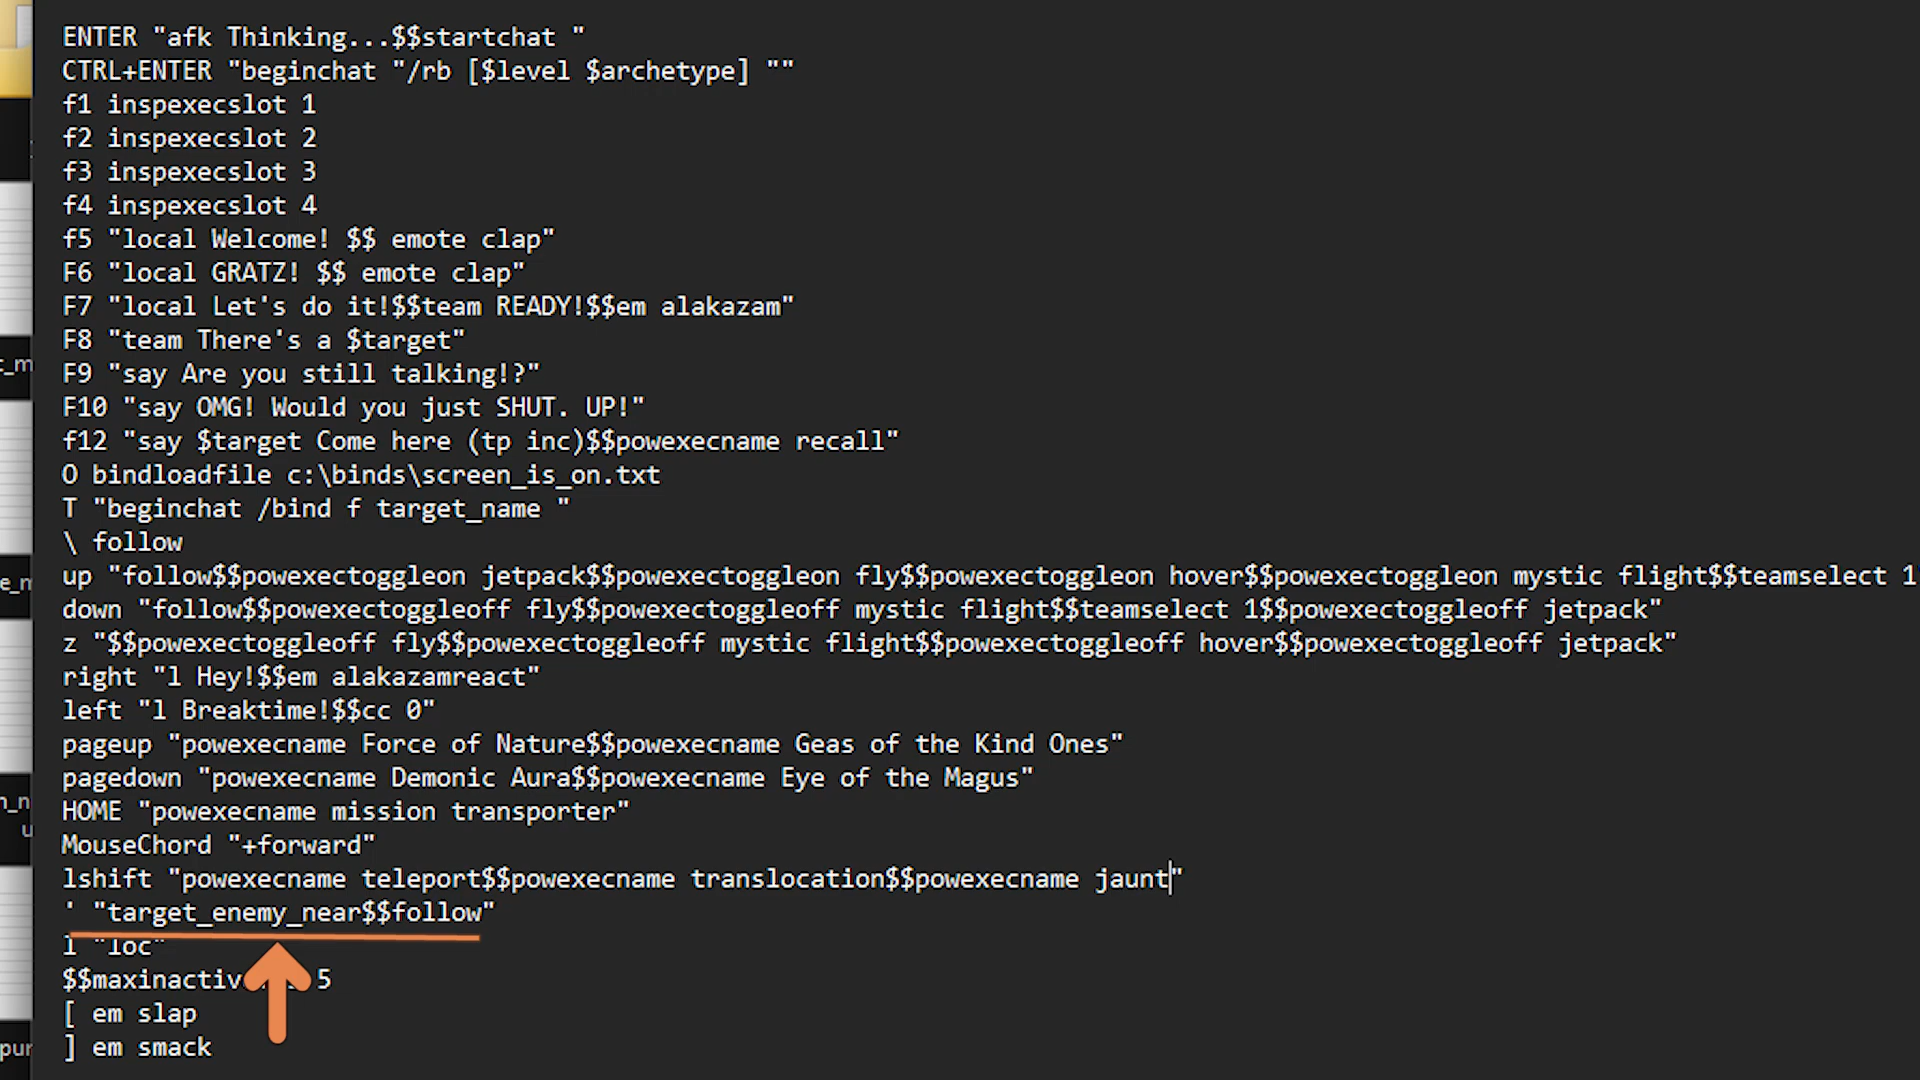 ENTER "afk Thinking...$$startchat "
CTRL+ENTER "beginchat "/rb [$level $archetype] ""
f1 inspexecslot 1
f2 inspexecslot 2
f3 inspexecslot 3
f4 inspexecslot 4
f5 "local Welcome! $$ emote clap"
F6 "local GRATZ! $$ emote clap"
F7 "local Let's do it!$$team READY!$$em alakazam"
F8 "team There's a $target"
F9 "say Are you still talking!?"
F10 "say OMG! Would you just SHUT. UP!"
f12 "say $target Come here (tp inc)$$powexecname recall"
O bindloadfile c:\binds\screen_is_on.txt
T "beginchat /bind f target_name "
\ follow
up "follow$$powexectoggleon jetpack$$powexectoggleon fly$$powexectoggleon hover$$powexectoggleon mystic flight$$teamselect 1
down "follow$$powexectoggleoff fly$$powexectoggleoff mystic flight$$teamselect 1$$powexectoggleoff jetpack"
z "$$powexectoggleoff fly$$powexectoggleoff mystic flight$$powexectoggleoff hover$$powexectoggleoff jetpack"
right "l Hey!$$em alakazamreact"
left "l Breaktime!$$cc 0"
pageup "powexecname Force of Nature$$powexecname Geas of the Kind Ones"
pagedown "powexecname Demonic Aura$$powexecname Eye of the Magus"
HOME "powexecname mission transporter"
MouseChord "+forward"
lshift "powexecname teleport$$powexecname translocation$$powexecname jaunt"
' "target_enemy_near$$follow"
l "loc"
5
[ em slap
] em smack